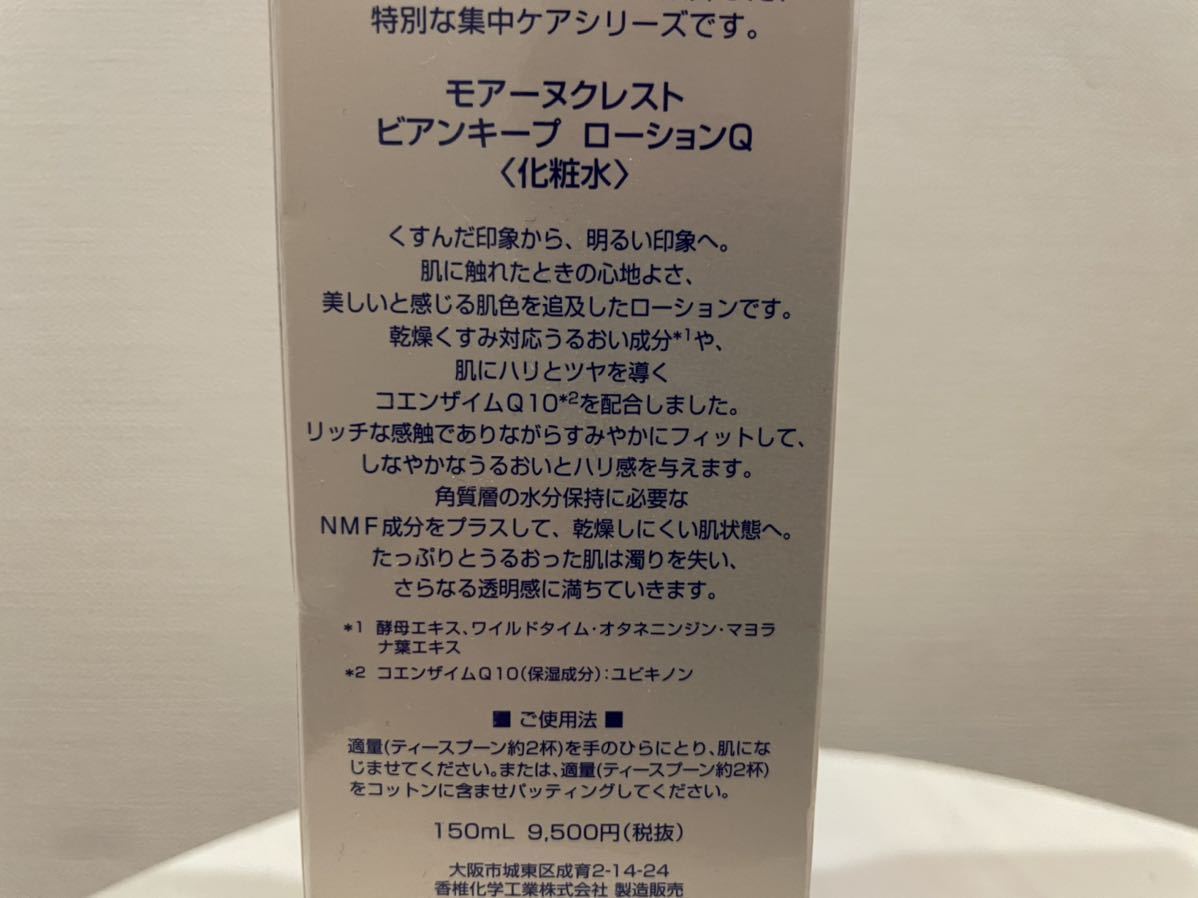 特別な集中ケアシリーズです。
モアーヌクレスト
ビアンキープ ローションQ
〈化粧水〉
くすんだ印象から、明るい印象へ。
肌に触れたときの心地よさ、
美しいと感じる肌色を追及したローションです。
乾燥くすみ対応うるおい成分*1や、
肌にハリとツヤを導く
コエンザイムQ10*2を配合しました。
リッチな感触でありながらすみやかにフィットして、
しなやかなうるおいとハリ感を与えます。
角質層の水分保持に必要な
NMF成分をプラスして、乾燥しにくい肌状態へ。
たっぷりとうるおった肌は濁りを失い、
さらなる透明感に満ちていきます。
*1 酵母エキス、ワイルドタイム・オタネニンジン・マヨラ
ナ葉エキス
*2 コエンザイムQ10(保湿成分):ユビキノン
■ ご使用法 ■
適量(ティースプーン約2杯)を手のひらにとり、肌にな
じませてください。または、適量(ティースプーン約2杯)
をコットンに含ませパッティングしてください。
150mL 9,500円(税抜)
大阪市城東区成育2-14-24
香椎化学工業株式会社 製造販売